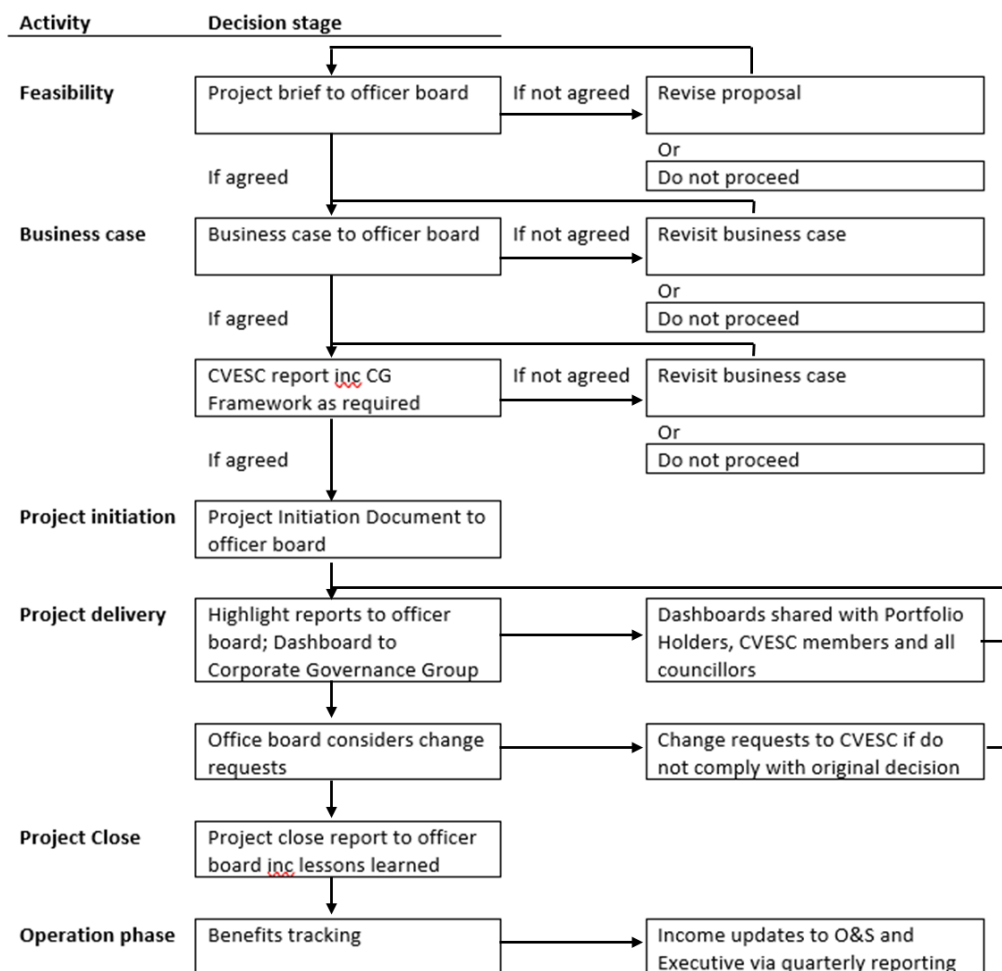 Activity Decision stage
Feasibility Project brief to officer board If not agreed Revise proposal
Or
If agreed Do not proceed
Business case Business case to officer board If not agreed Revisit business case
Or
If agreed Do not proceed
CVESC report inc CG If not agreed Revisit business case
Framework as required
Or
If agreed Do not proceed
Project initiation Project Initiation Document to
officer board
Project delivery Highlight reports to officer Dashboards shared with Portfolio
board; Dashboard to Holders, CVESC members and all
Corporate Governance Group councillors
Office board considers change Change requests to CVESC if do
requests not comply with original decision
Project Close Project close report to officer
board inc lessons learned
Operation phase Benefits tracking Income updates to O&S and
Executive via quarterly reporting